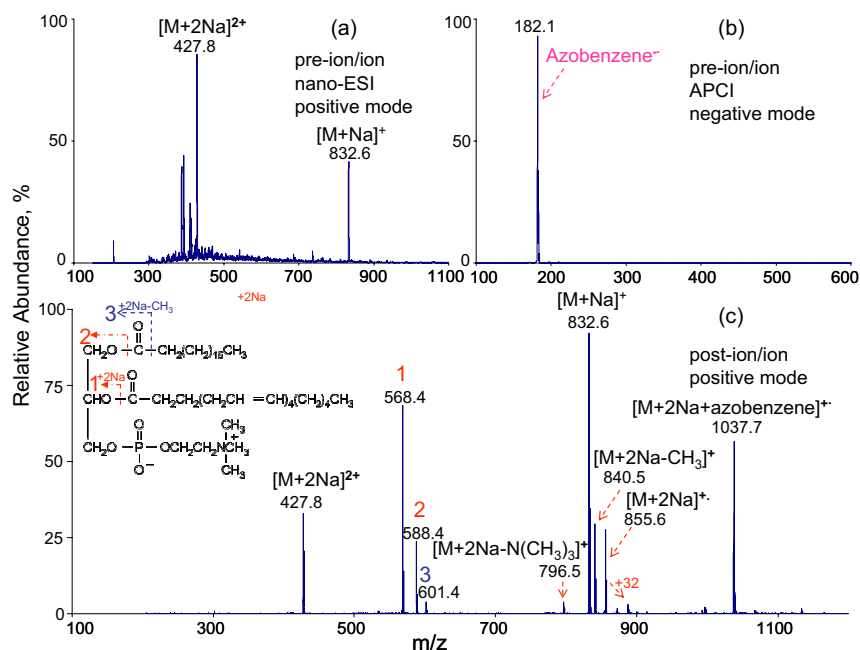 (a)
[M+2Na]²⁺
427.8
pre-ion/ion
nano-ESI
positive mode
[M+Na]⁺
832.6
100
50
0
100 300 500 700 900 1100
(b)
182.1
Azobenzene⁻·
pre-ion/ion
APCI
negative mode
100
50
0
100 200 300 400 500 600
Relative Abundance, %
+2Na
(c)
post-ion/ion
positive mode
3 +2Na-CH₃
2
O
CH₂O C CH₂(CH₂)₁₅CH₃
1 +2Na
O
CHO C CH₂CH₂(CH₂CH =CH)₄(CH₂)₄CH₃
O CH₃
CH₂O P OCH₂CH₂NCH₃
+
O⁻ CH₃
[M+2Na]²⁺
427.8
1
568.4
2
588.4
3
601.4
[M+2Na-N(CH₃)₃]⁺
796.5
[M+Na]⁺
832.6
[M+2Na-CH₃]⁺
840.5
[M+2Na]⁺·
855.6
+32
[M+2Na+azobenzene]⁺·
1037.7
100
75
50
25
0
100 300 500 700 900 1100
m/z